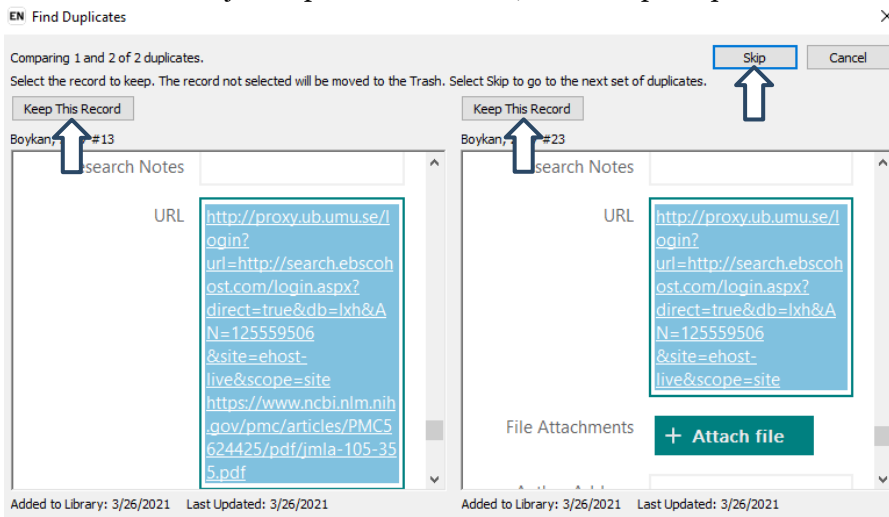 EN Find Duplicates
Comparing 1 and 2 of 2 duplicates.
Skip
Cancel
Select the record to keep. The record not selected will be moved to the Trash. Select Skip to go to the next set of duplicates.
Keep This Record
Keep This Record
Boykan, #13
esearch Notes
URL
http://proxy.ub.umu.se/l
ogin?
url=http://search.ebscoh
ost.com/login.aspx?
direct=true&db=lxh&A
N=125559506
&site=ehost-
live&scope=site
https://www.ncbi.nlm.nih
.gov/pmc/articles/PMC5
624425/pdf/jmla-105-35
5.pdf
Added to Library: 3/26/2021 Last Updated: 3/26/2021
Boykan, #23
search Notes
URL
http://proxy.ub.umu.se/l
ogin?
url=http://search.ebscoh
ost.com/login.aspx?
direct=true&db=lxh&A
N=125559506
&site=ehost-
live&scope=site
File Attachments
+ Attach file
Added to Library: 3/26/2021 Last Updated: 3/26/2021